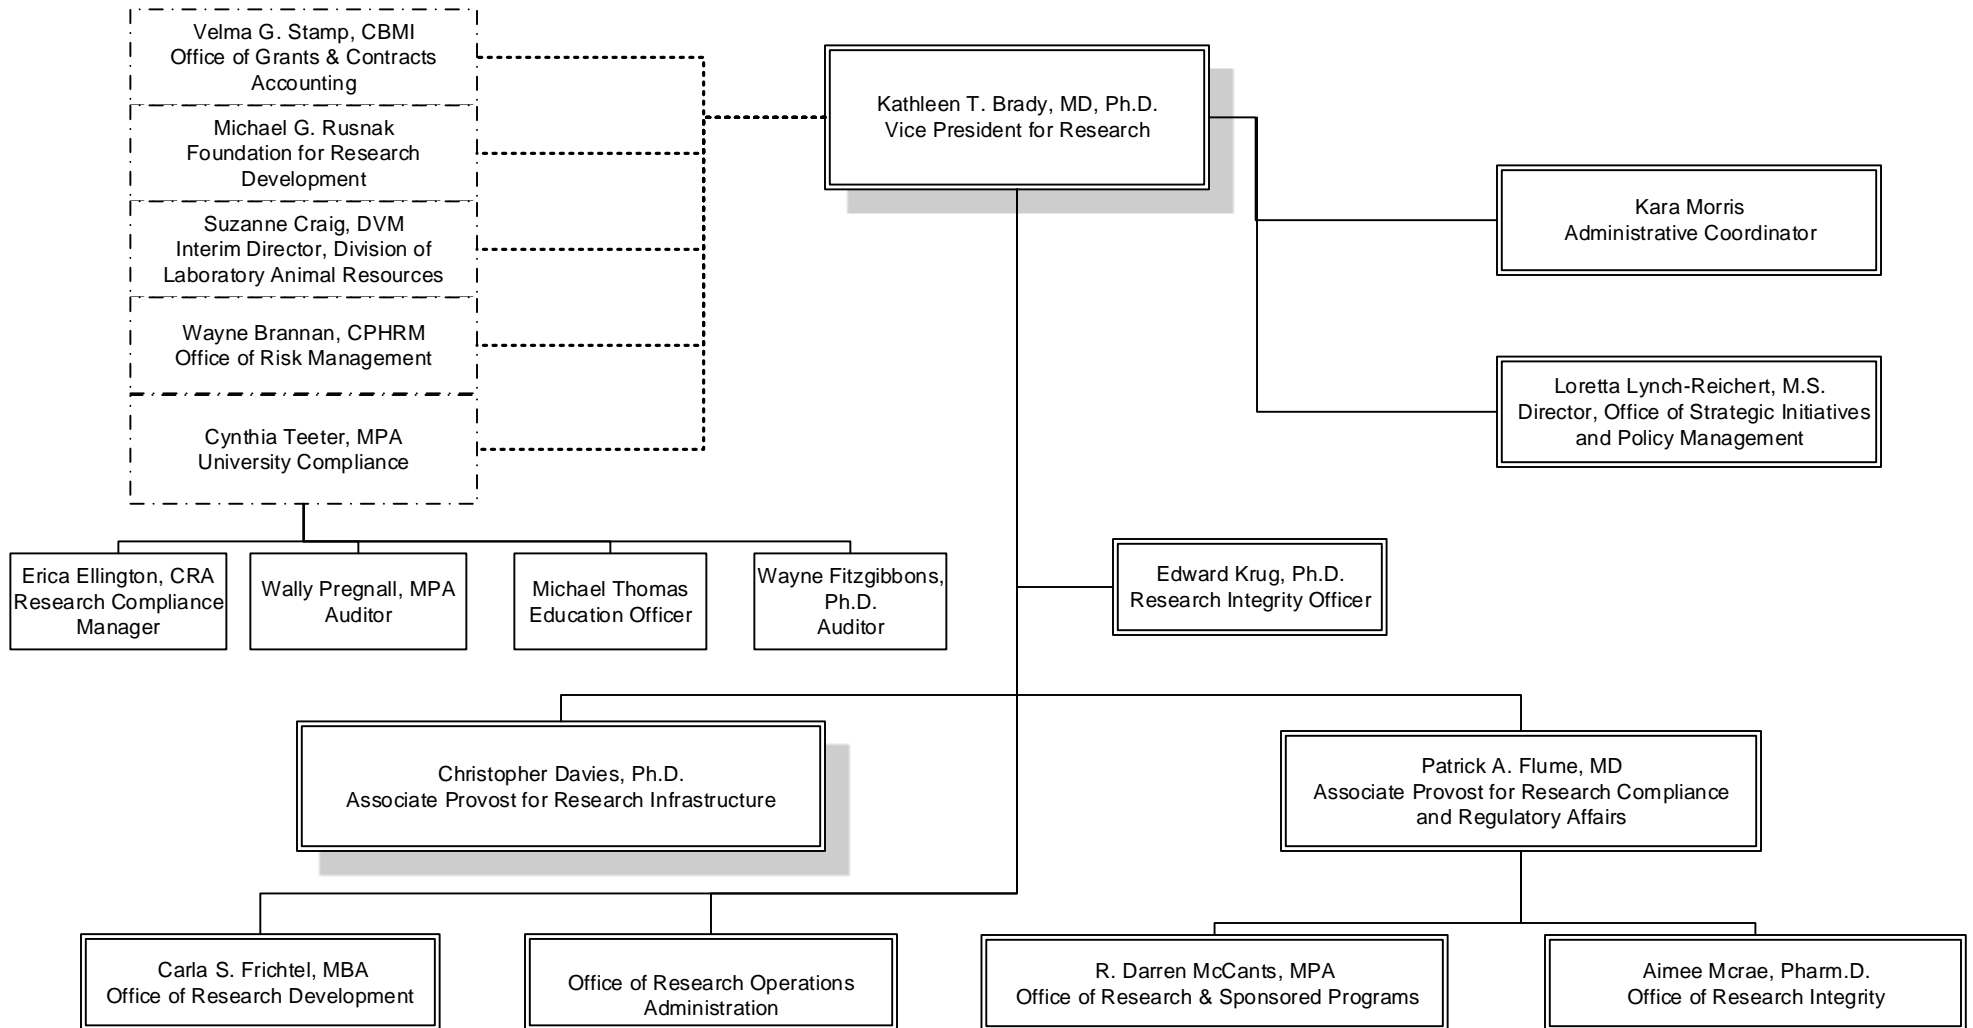 Velma G. Stamp, CBMI
Office of Grants & Contracts
Accounting
Michael G. Rusnak
Foundation for Research
Development
Suzanne Craig, DVM
Interim Director, Division of
Laboratory Animal Resources
Wayne Brannan, CPHRM
Office of Risk Management
Cynthia Teeter, MPA
University Compliance
Kathleen T. Brady, MD, Ph.D.
Vice President for Research
Kara Morris
Administrative Coordinator
Loretta Lynch-Reichert, M.S.
Director, Office of Strategic Initiatives
and Policy Management
Erica Ellington, CRA
Research Compliance
Manager
Wally Pregnall, MPA
Auditor
Michael Thomas
Education Officer
Wayne Fitzgibbons,
Ph.D.
Auditor
Edward Krug, Ph.D.
Research Integrity Officer
Christopher Davies, Ph.D.
Associate Provost for Research Infrastructure
Patrick A. Flume, MD
Associate Provost for Research Compliance
and Regulatory Affairs
Carla S. Frichtel, MBA
Office of Research Development
Office of Research Operations
Administration
R. Darren McCants, MPA
Office of Research & Sponsored Programs
Aimee Mcrae, Pharm.D.
Office of Research Integrity